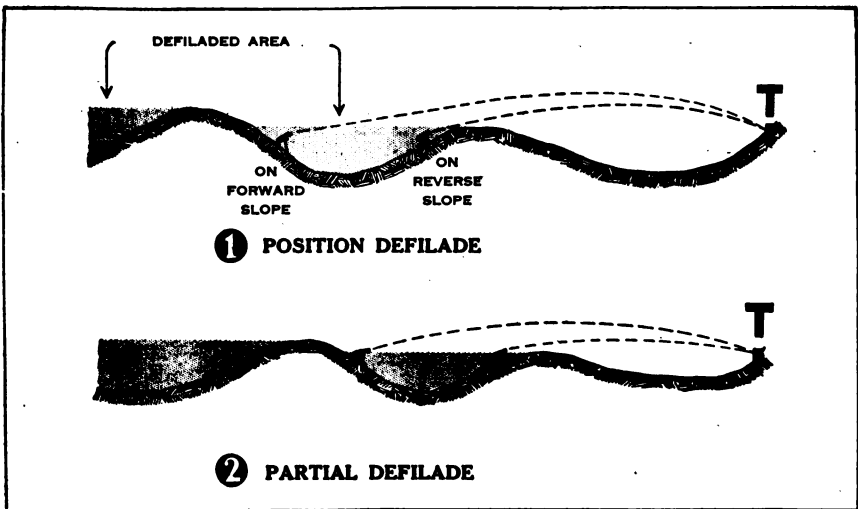 DEFILADED AREA
T
ON
FORWARD
SLOPE
ON
REVERSE
SLOPE
1 POSITION DEFILADE
T
2 PARTIAL DEFILADE